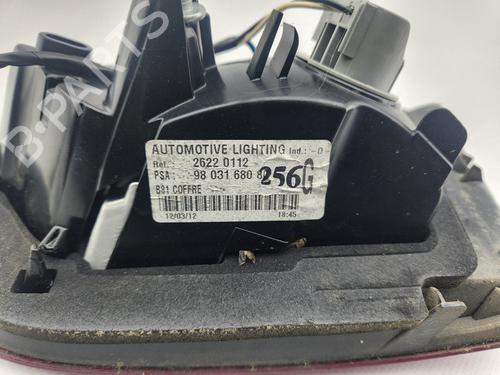 AUTOMOTIVE LIGHTING Ind.: -D
Ref.: 2622 0112
PSA: 98 031 680 8 256G
B81 COFFRE
12/03/12 18:45
B-PARTS